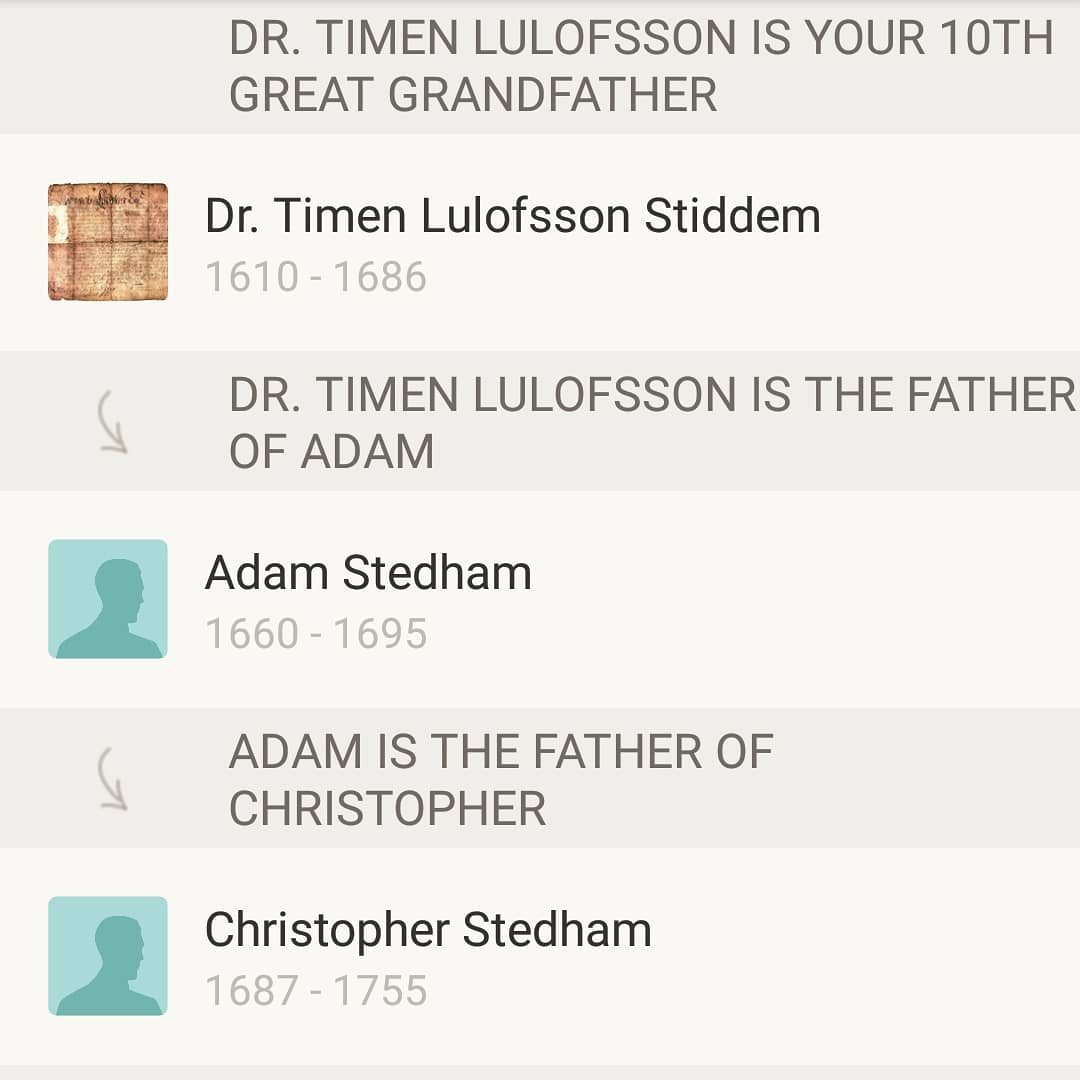 DR. TIMEN LULOFSSON IS YOUR 10TH
GREAT GRANDFATHER
Dr. Timen Lulofsson Stiddem
1610 - 1686
DR. TIMEN LULOFSSON IS THE FATHER
OF ADAM
Adam Stedham
1660 - 1695
ADAM IS THE FATHER OF
CHRISTOPHER
Christopher Stedham
1687 - 1755